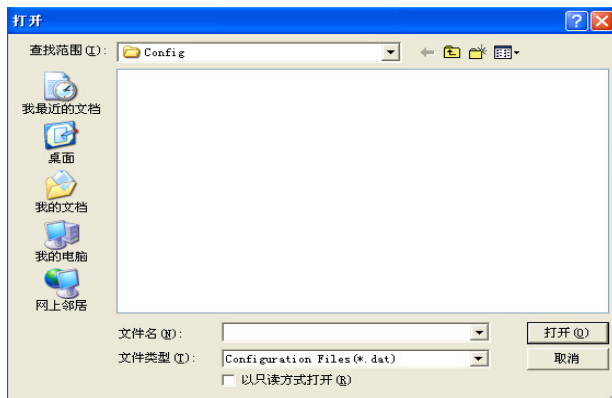 打开
查找范围(I):
Config
我最近的文档
桌面
我的文档
我的电脑
网上邻居
文件名(N):
打开(O)
文件类型(T):
Configuration Files(*.dat)
取消
以只读方式打开(R)